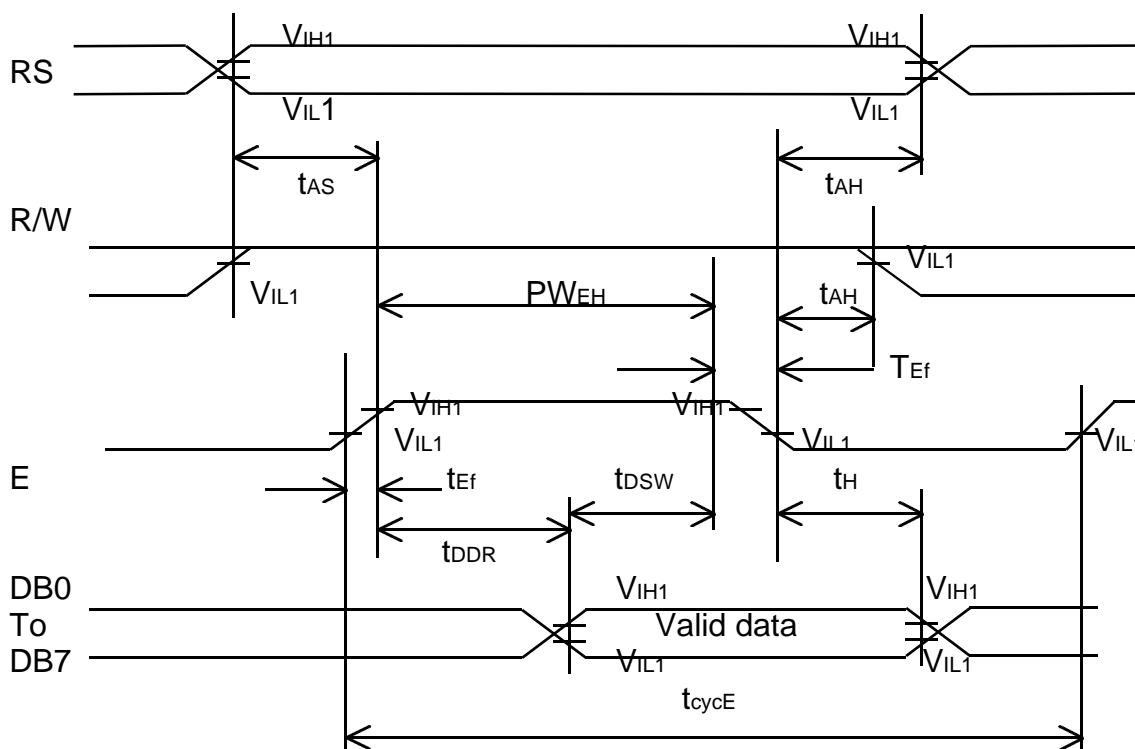 VIH1 VIH1
RS
VIL1 VIL1
tAS tAH
R/W
VIL1
VIL1 PWEH
tAH
TEf
VIH1 VIH1
VIL1 VIL1 VIL1
E tEf tDSW tH
tDDR
DB0 VIH1 VIH1
To Valid data
DB7 VIL1 VIL1
tcycE